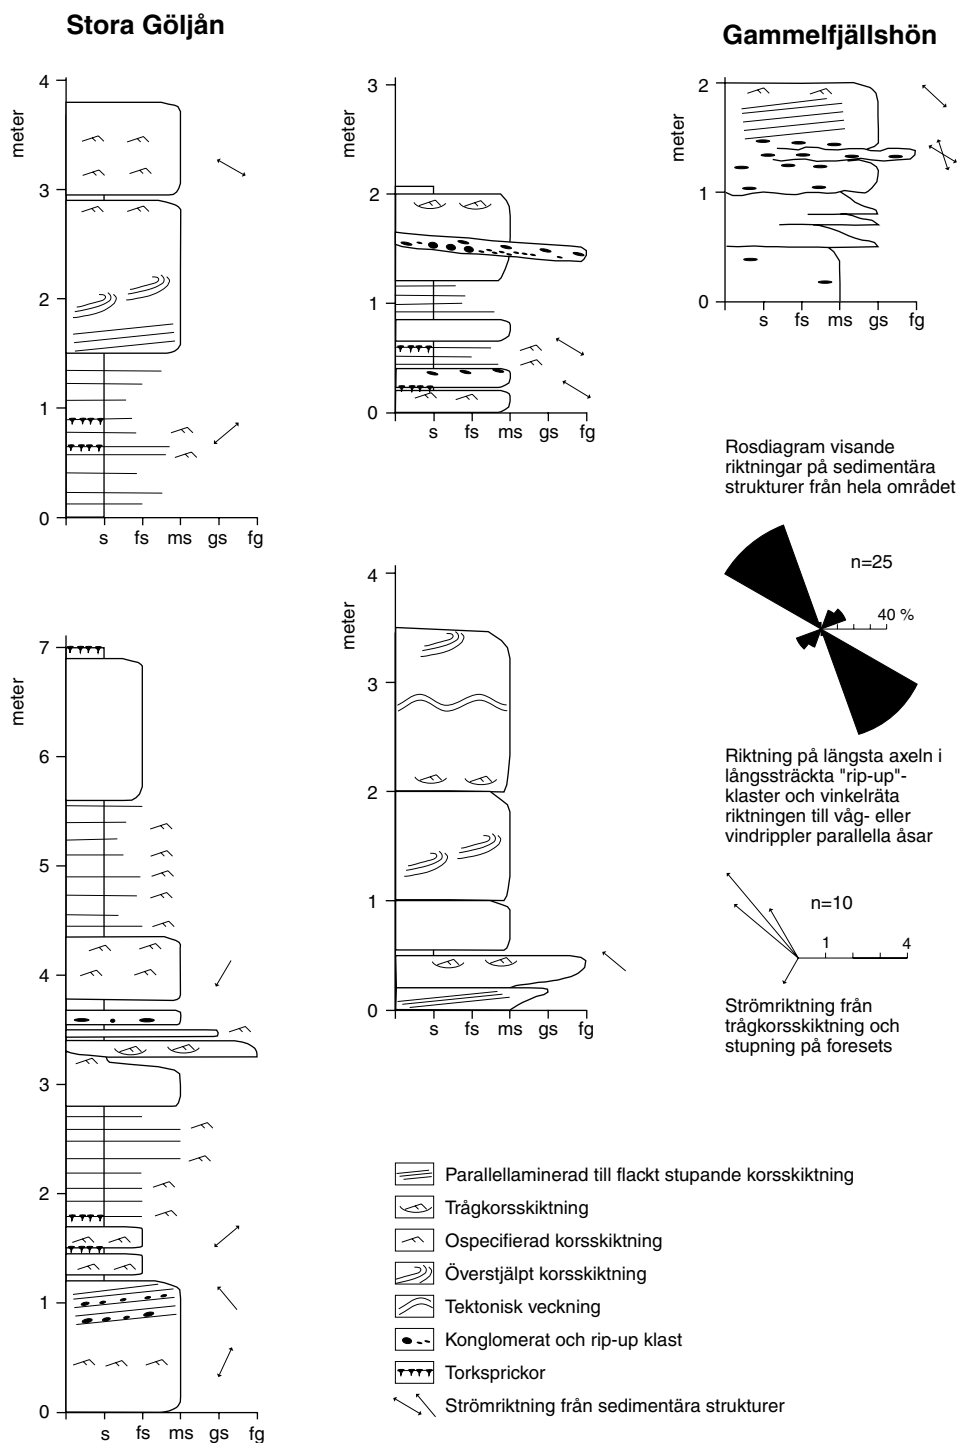 Stora Göljån
Gammelfjällshön
meter
4
3
2
1
0
s fs ms gs fg
meter
3
2
1
0
s fs ms gs fg
meter
2
1
0
s fs ms gs fg
Rosdiagram visande
riktningar på sedimentära
strukturer från hela området
n=25
40 %
Riktning på längsta axeln i
långssträckta "rip-up"-
klaster och vinkelräta
riktningen till våg- eller
vindrippler parallella åsar
n=10
1 4
Strömriktning från
trågkorsskiktning och
stupning på foresets
meter
7
6
5
4
3
2
1
0
s fs ms gs fg
meter
4
3
2
1
0
s fs ms gs fg
Parallellaminerad till flackt stupande korsskiktning
Trågkorsskiktning
Ospecifierad korsskiktning
Överstjälpt korsskiktning
Tektonisk veckning
Konglomerat och rip-up klast
Torksprickor
Strömriktning från sedimentära strukturer